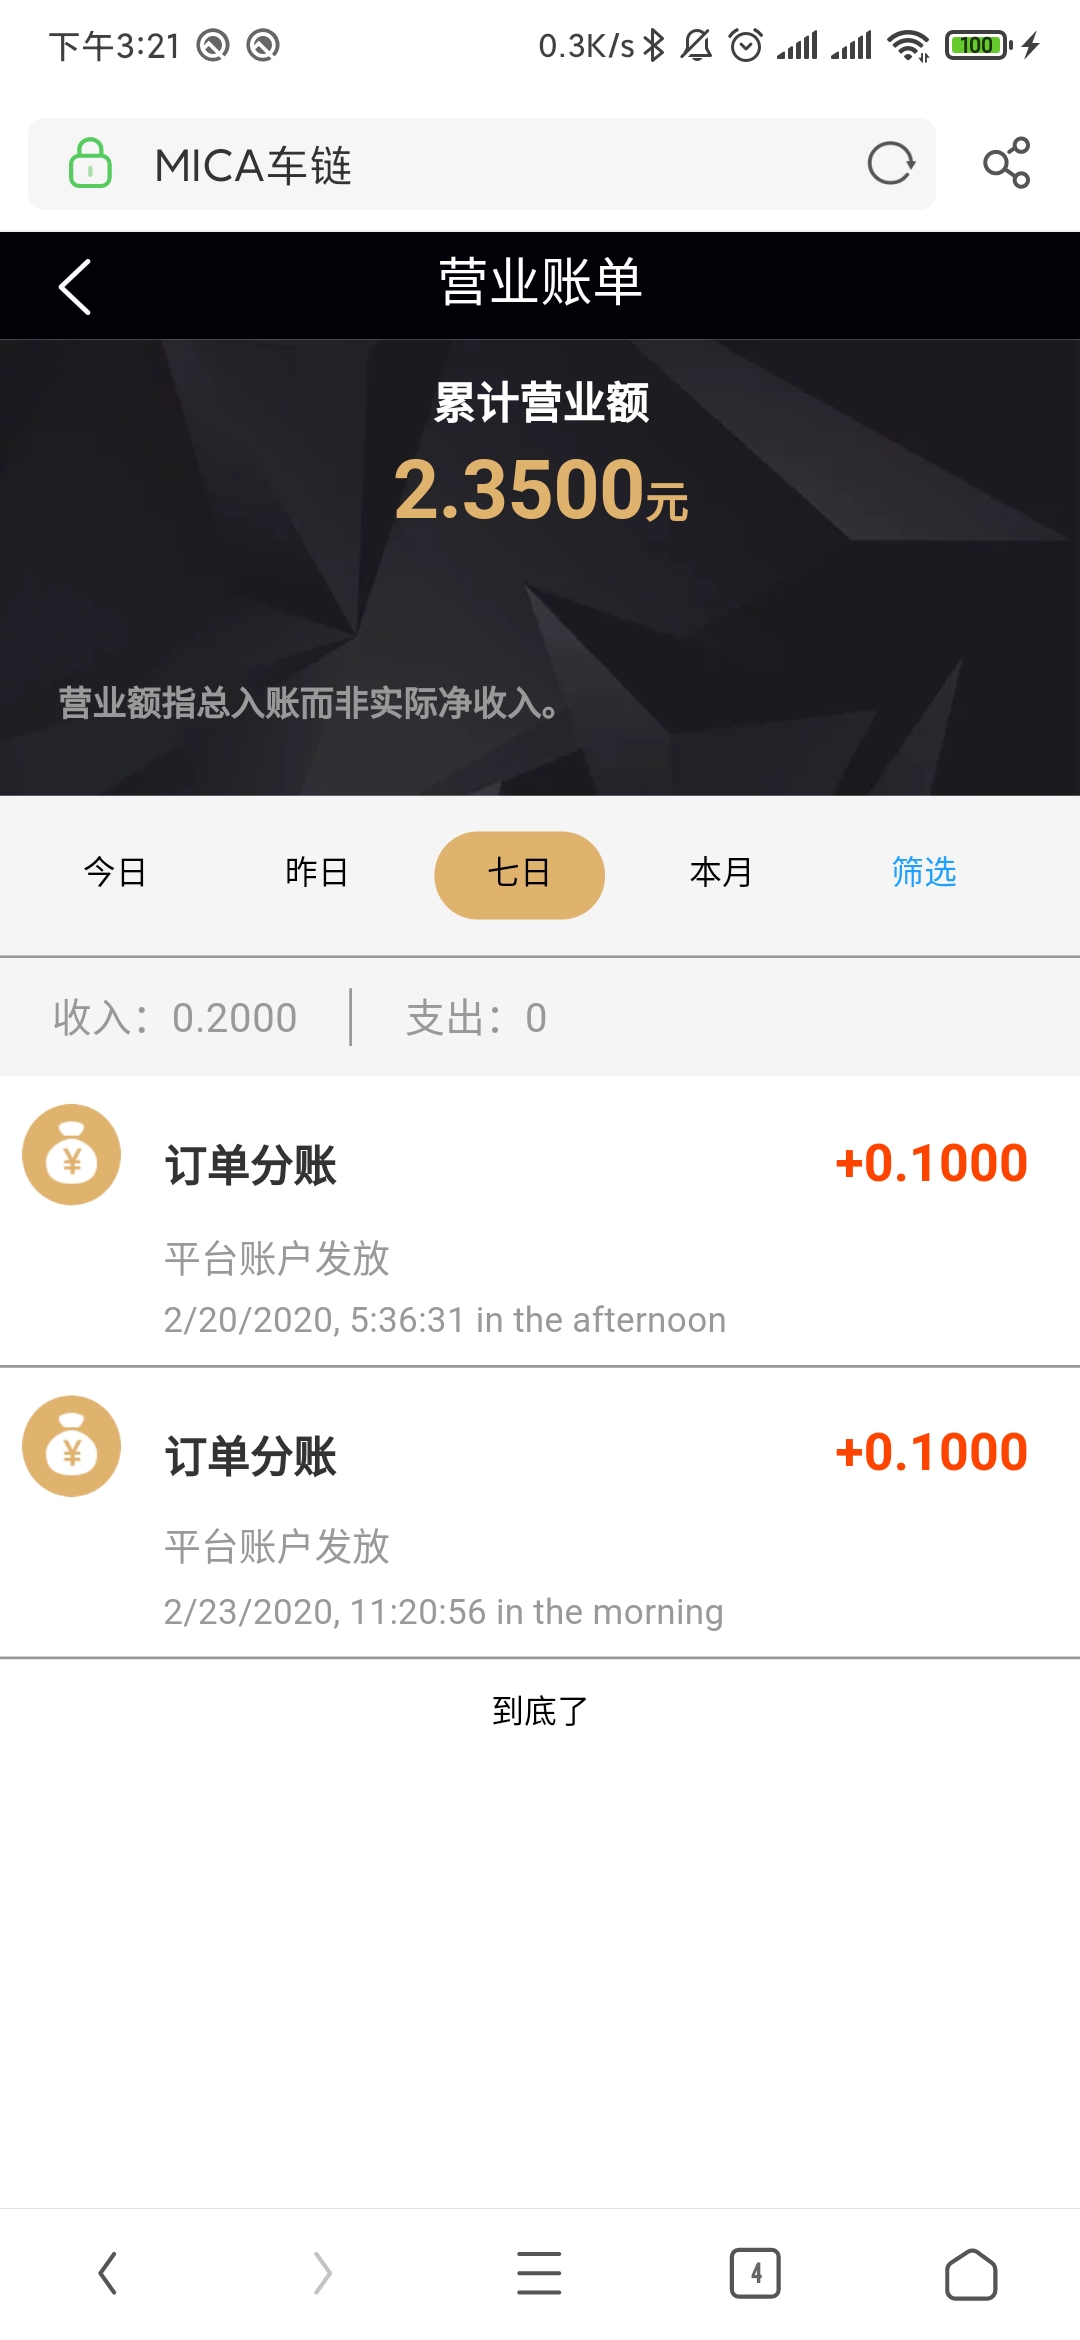 下午3:21 0.3K/s 100
MICA车链
营业账单
累计营业额
2.3500元
营业额指总入账而非实际净收入。
今日 昨日 七日 本月 筛选
收入：0.2000 支出：0
¥ 订单分账 +0.1000
平台账户发放
2/20/2020, 5:36:31 in the afternoon
¥ 订单分账 +0.1000
平台账户发放
2/23/2020, 11:20:56 in the morning
到底了
4